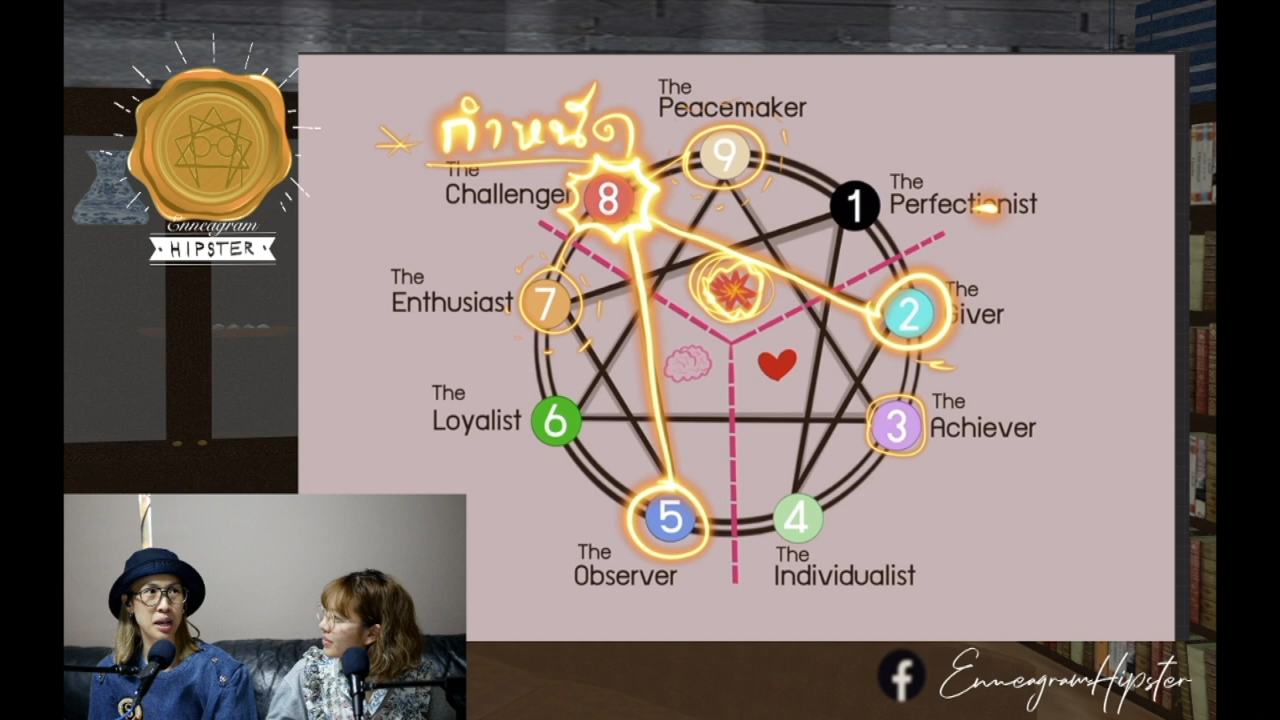 Enneagram
HIPSTER
กำหนัด
The
Peacemaker
9
The
Challenger
8
1
The
Perfectionist
The
Enthusiast
7
2
The
Giver
The
Loyalist
6
3
The
Achiever
5
The
Observer
4
The
Individualist
f
EnneagramHipster